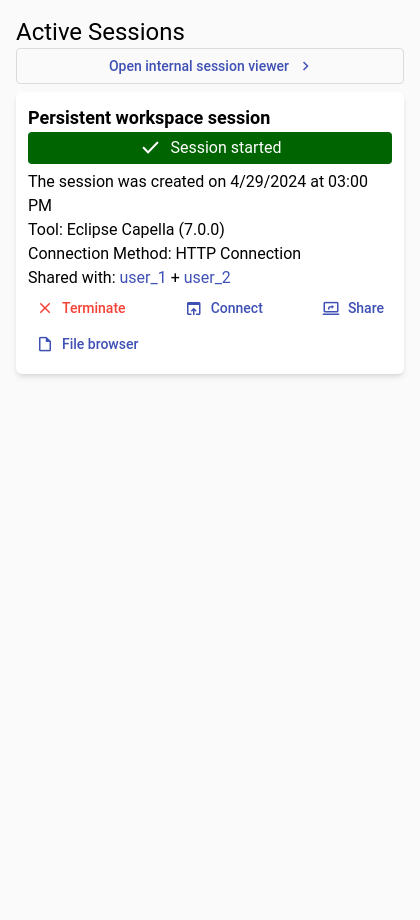 Active Sessions
Open internal session viewer
Persistent workspace session
Session started
The session was created on 4/29/2024 at 03:00
PM
Tool: Eclipse Capella (7.0.0)
Connection Method: HTTP Connection
Shared with: user_1 + user_2
Terminate Connect Share
File browser